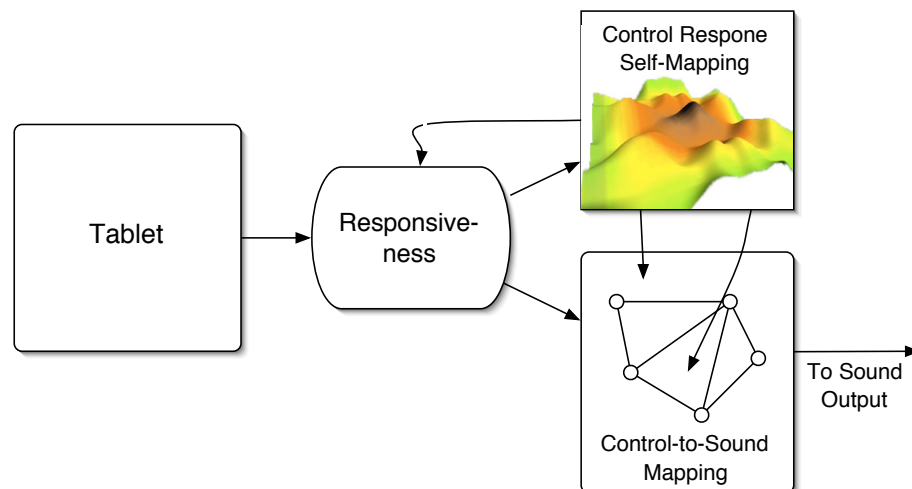 Control Respone
Self-Mapping
Tablet
Responsive-
ness
To Sound
Output
Control-to-Sound
Mapping